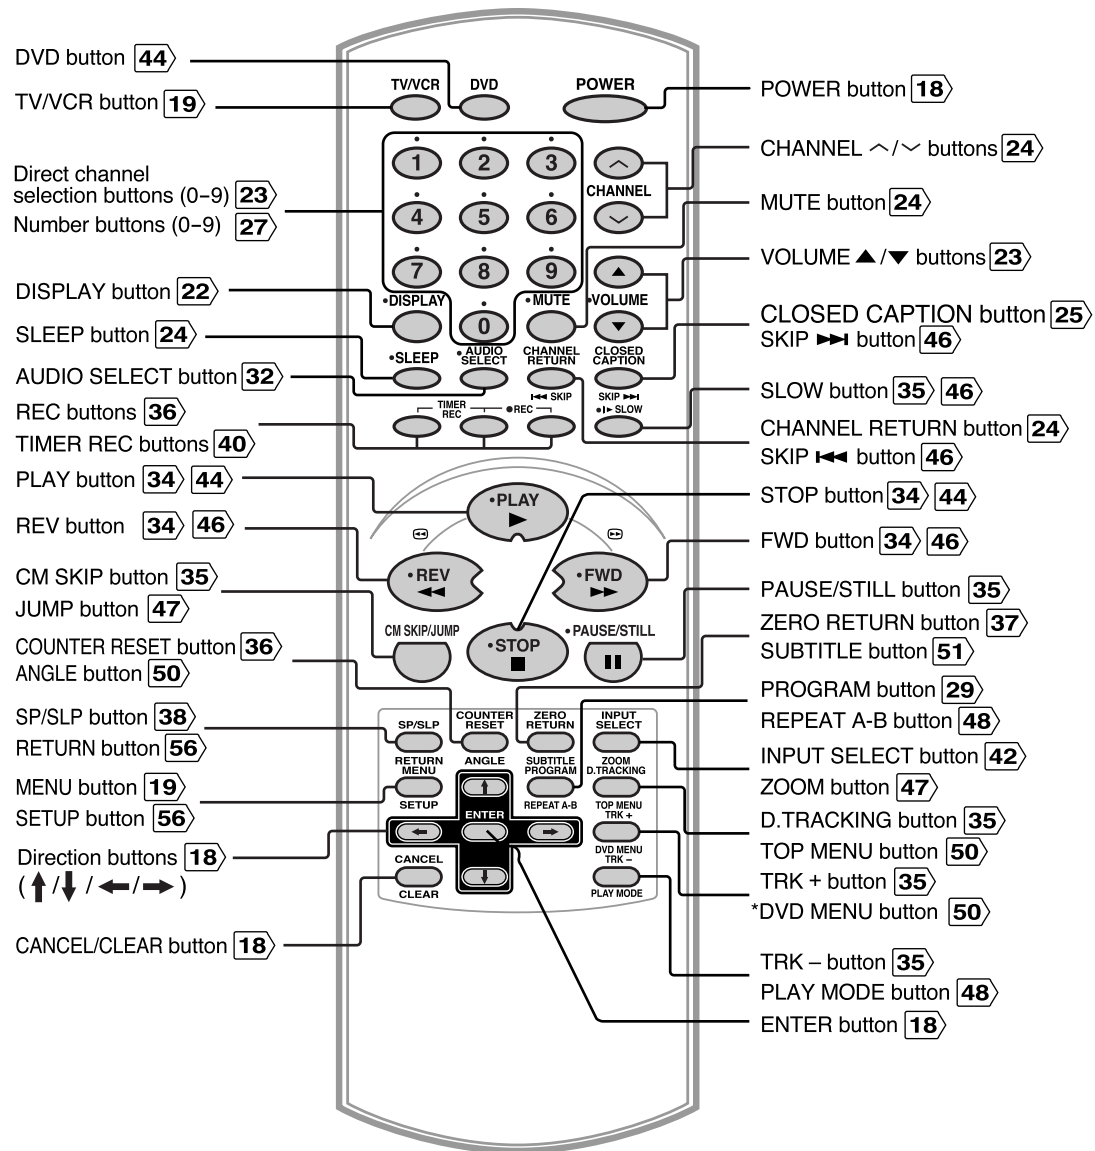 DVD button 44
TV/VCR button 19
Direct channel
selection buttons (0–9) 23
Number buttons (0–9) 27
DISPLAY button 22
SLEEP button 24
AUDIO SELECT button 32
REC buttons 36
TIMER REC buttons 40
PLAY button 34 44
REV button 34 46
CM SKIP button 35
JUMP button 47
COUNTER RESET button 36
ANGLE button 50
SP/SLP button 38
RETURN button 56
MENU button 19
SETUP button 56
Direction buttons 18
(⬆/⬇/⬅/➡)
CANCEL/CLEAR button 18
TV/VCR DVD POWER
1 2 3
CHANNEL
4 5 6
7 8 9
•DISPLAY •MUTE •VOLUME
▲
0 ▼
•SLEEP •AUDIO SELECT CHANNEL RETURN CLOSED CAPTION
⏮ SKIP SKIP ⏭
TIMER REC ●REC •I▶ SLOW
•PLAY
▶
•REV •FWD
◀◀ ▶▶
CM SKIP/JUMP •STOP •PAUSE/STILL
■ ❚❚
SP/SLP COUNTER RESET ZERO RETURN INPUT SELECT
RETURN ANGLE SUBTITLE ZOOM
MENU PROGRAM D.TRACKING
SETUP REPEAT A-B TOP MENU
ENTER TRK +
CANCEL DVD MENU
TRK –
CLEAR PLAY MODE
POWER button 18
CHANNEL ︿/﹀ buttons 24
MUTE button 24
VOLUME ▲/▼ buttons 23
CLOSED CAPTION button 25
SKIP ⏭ button 46
SLOW button 35 46
CHANNEL RETURN button 24
SKIP ⏮ button 46
STOP button 34 44
FWD button 34 46
PAUSE/STILL button 35
ZERO RETURN button 37
SUBTITLE button 51
PROGRAM button 29
REPEAT A-B button 48
INPUT SELECT button 42
ZOOM button 47
D.TRACKING button 35
TOP MENU button 50
TRK + button 35
*DVD MENU button 50
TRK – button 35
PLAY MODE button 48
ENTER button 18